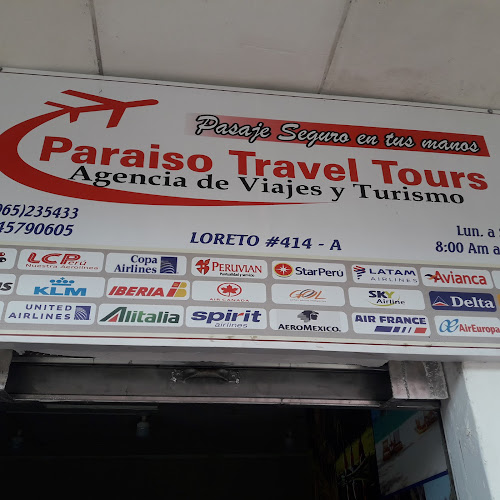 Pasaje Seguro en tus manos
Paraiso Travel Tours
Agencia de Viajes y Turismo
065)235433
45790605
LORETO #414 - A
Lun. a
8:00 Am a
LCPerú
Nuestra Aerolínea
Copa Airlines
PERUVIAN
StarPerú
LATAM AIRLINES
Avianca
KLM
IBERIA
AIR CANADA
GOL
SKY Airline
Delta
UNITED AIRLINES
Alitalia
spirit airlines
AEROMEXICO.
AIR FRANCE
AirEuropa